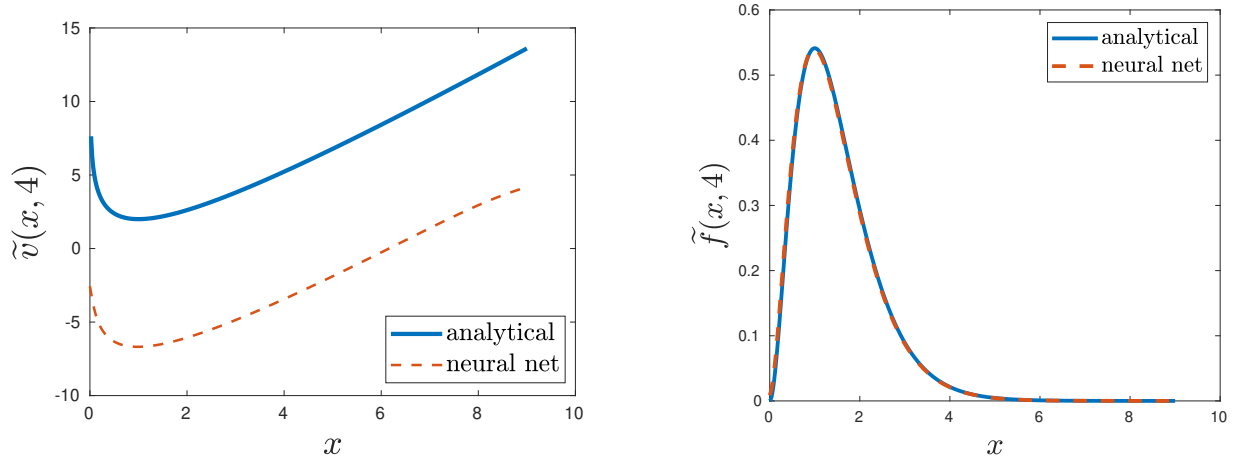 15
10
5
0
-5
-10
0 2 4 6 8 10
x
ṽ(x, 4)
analytical
neural net
0.6
0.5
0.4
0.3
0.2
0.1
0
0 2 4 6 8 10
x
f̃(x, 4)
analytical
neural net